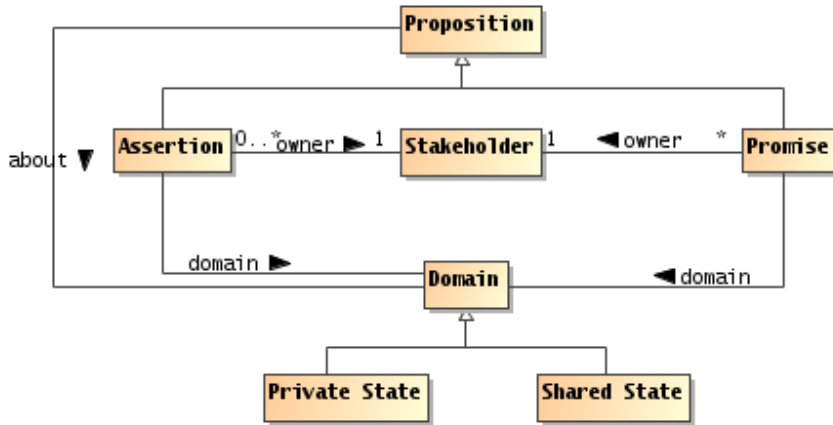 Proposition
Assertion 0..* owner 1 Stakeholder 1 owner * Promise
about
domain Domain domain
Private State Shared State